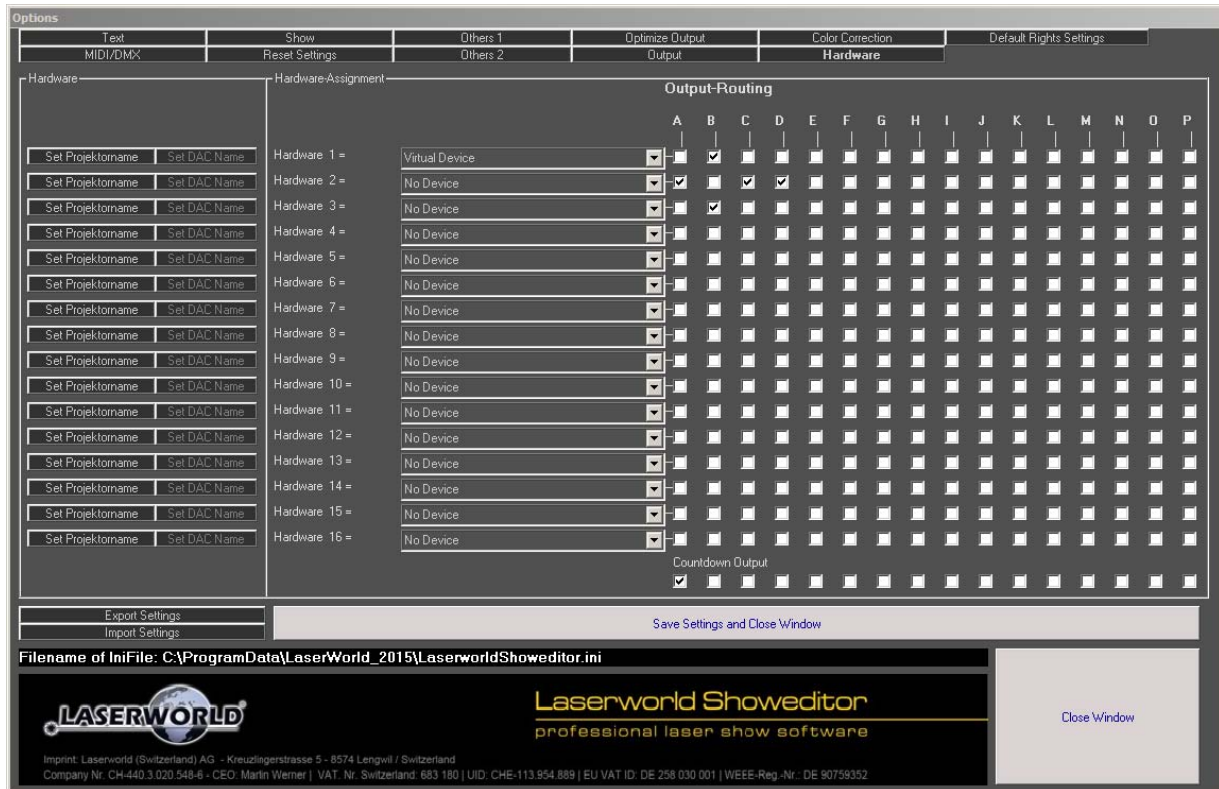 Options
Text Show Others 1 Optimize Output Color Correction Default Rights Settings
MIDI/DMX Reset Settings Others 2 Output Hardware
Hardware Hardware-Assignment
Output-Routing
A B C D E F G H I J K L M N O P
Set Projektorname Set DAC Name Hardware 1 = Virtual Device
Set Projektorname Set DAC Name Hardware 2 = No Device
Set Projektorname Set DAC Name Hardware 3 = No Device
Set Projektorname Set DAC Name Hardware 4 = No Device
Set Projektorname Set DAC Name Hardware 5 = No Device
Set Projektorname Set DAC Name Hardware 6 = No Device
Set Projektorname Set DAC Name Hardware 7 = No Device
Set Projektorname Set DAC Name Hardware 8 = No Device
Set Projektorname Set DAC Name Hardware 9 = No Device
Set Projektorname Set DAC Name Hardware 10 = No Device
Set Projektorname Set DAC Name Hardware 11 = No Device
Set Projektorname Set DAC Name Hardware 12 = No Device
Set Projektorname Set DAC Name Hardware 13 = No Device
Set Projektorname Set DAC Name Hardware 14 = No Device
Set Projektorname Set DAC Name Hardware 15 = No Device
Set Projektorname Set DAC Name Hardware 16 = No Device
Countdown Output
Export Settings
Import Settings
Save Settings and Close Window
Filename of IniFile: C:\ProgramData\LaserWorld_2015\LaserworldShoweditor.ini
LASERWORLD
Laserworld Showeditor
professional laser show software
Close Window
Imprint: Laserworld (Switzerland) AG - Kreuzlingerstrasse 5 - 8574 Lengwil / Switzerland
Company Nr. CH-440.3.020.548-6 - CEO: Martin Werner | VAT. Nr. Switzerland: 683 180 | UID: CHE-113.954.889 | EU VAT ID: DE 258 030 001 | WEEE-Reg.-Nr.: DE 90759352